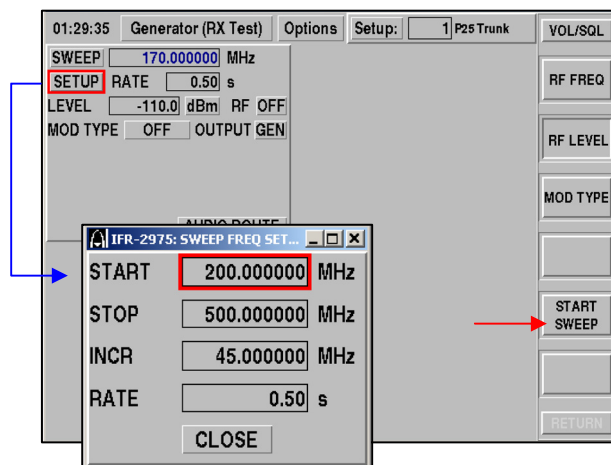 01:29:35 Generator (RX Test) Options Setup: 1 P25 Trunk
SWEEP 170.000000 MHz
SETUP RATE 0.50 s
LEVEL -110.0 dBm RF OFF
MOD TYPE OFF OUTPUT GEN
AUDIO ROUTE
IFR-2975: SWEEP FREQ SET...
START 200.000000 MHz
STOP 500.000000 MHz
INCR 45.000000 MHz
RATE 0.50 s
CLOSE
VOL/SQL
RF FREQ
RF LEVEL
MOD TYPE
START
SWEEP
RETURN